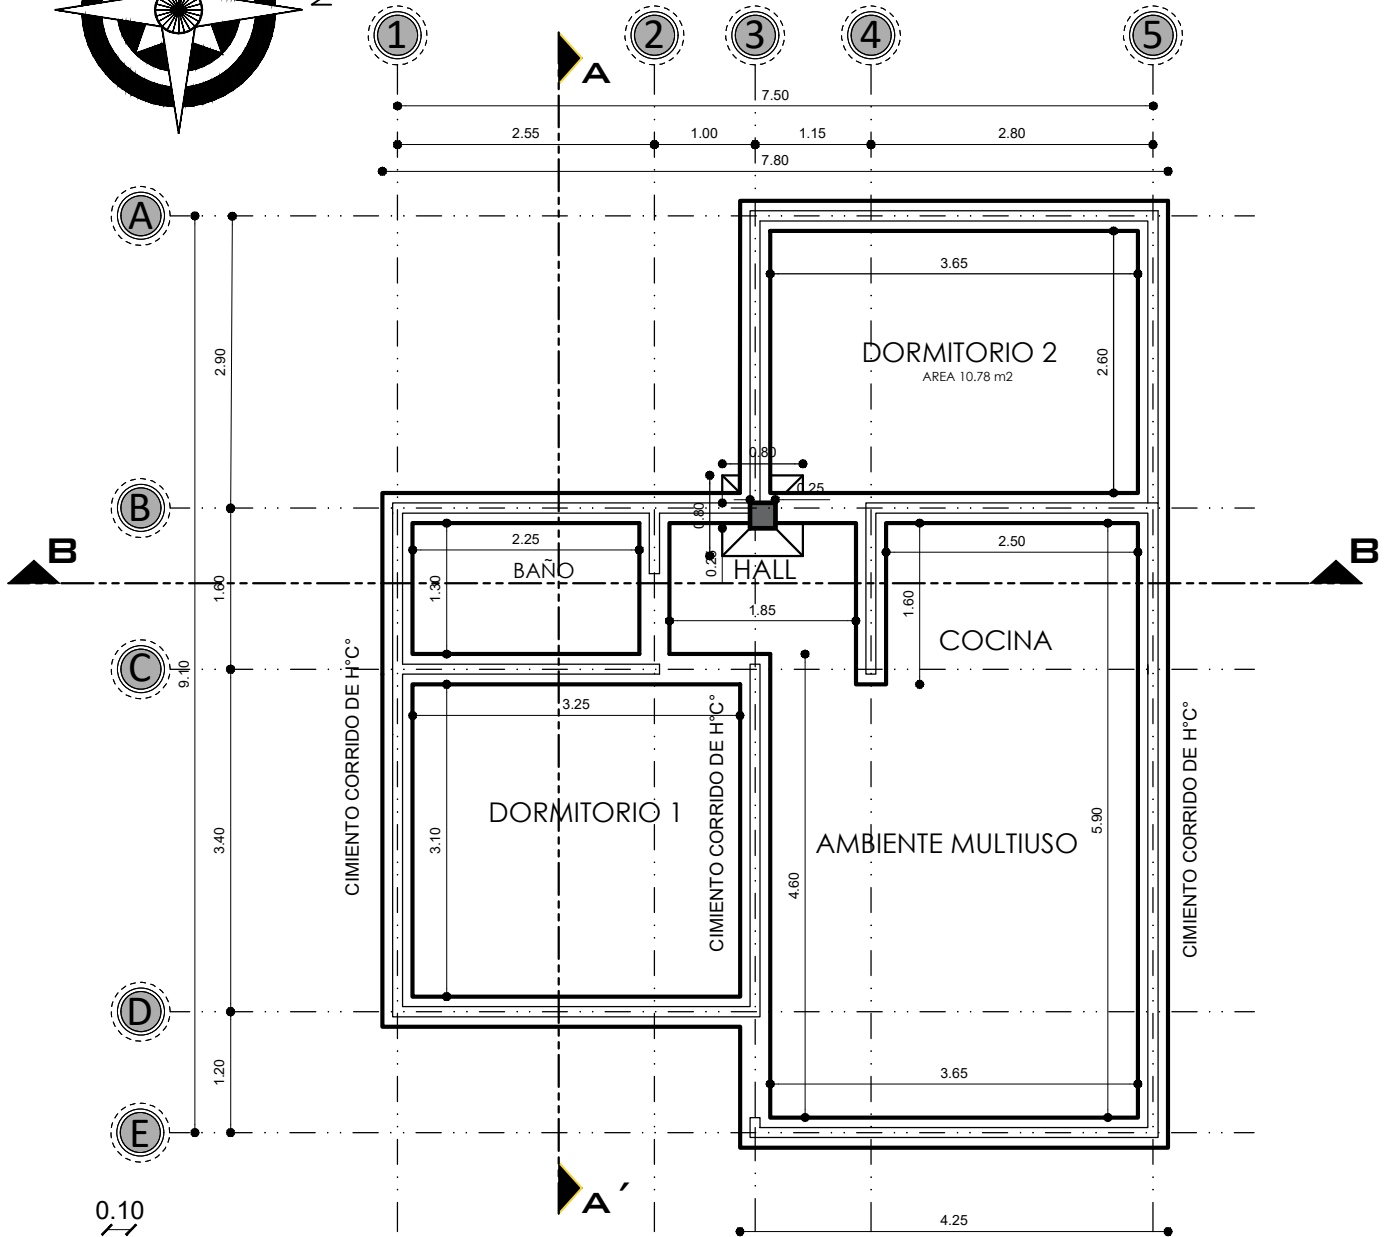 N
1
2
3
4
5
A
7.50
2.55
1.00
1.15
2.80
7.80
A
3.65
2.90
DORMITORIO 2
2.60
AREA 10.78 m2
0.80
0.25
B
0.80
2.25
2.50
B
B
BAÑO
0.25
HALL
1.60
1.30
1.60
1.85
COCINA
C
9.10
CIMIENTO CORRIDO DE H°C°
3.25
CIMIENTO CORRIDO DE H°C°
CIMIENTO CORRIDO DE H°C°
DORMITORIO 1
3.40
3.10
5.90
AMBIENTE MULTIUSO
4.60
D
1.20
3.65
E
A´
0.10
4.25